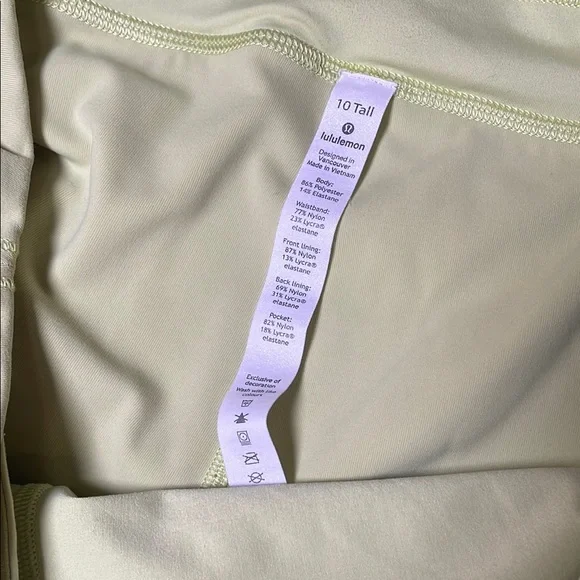 10 Tall
lululemon
Designed in
Vancouver
Made in Vietnam
Body:
86% Polyester
14% Elastane
Waistband:
77% Nylon
23% Lycra®
elastane
Front lining:
87% Nylon
13% Lycra®
elastane
Back lining:
69% Nylon
31% Lycra®
elastane
Pocket:
82% Nylon
18% Lycra®
elastane
Exclusive of
decoration
Wash with like
colours